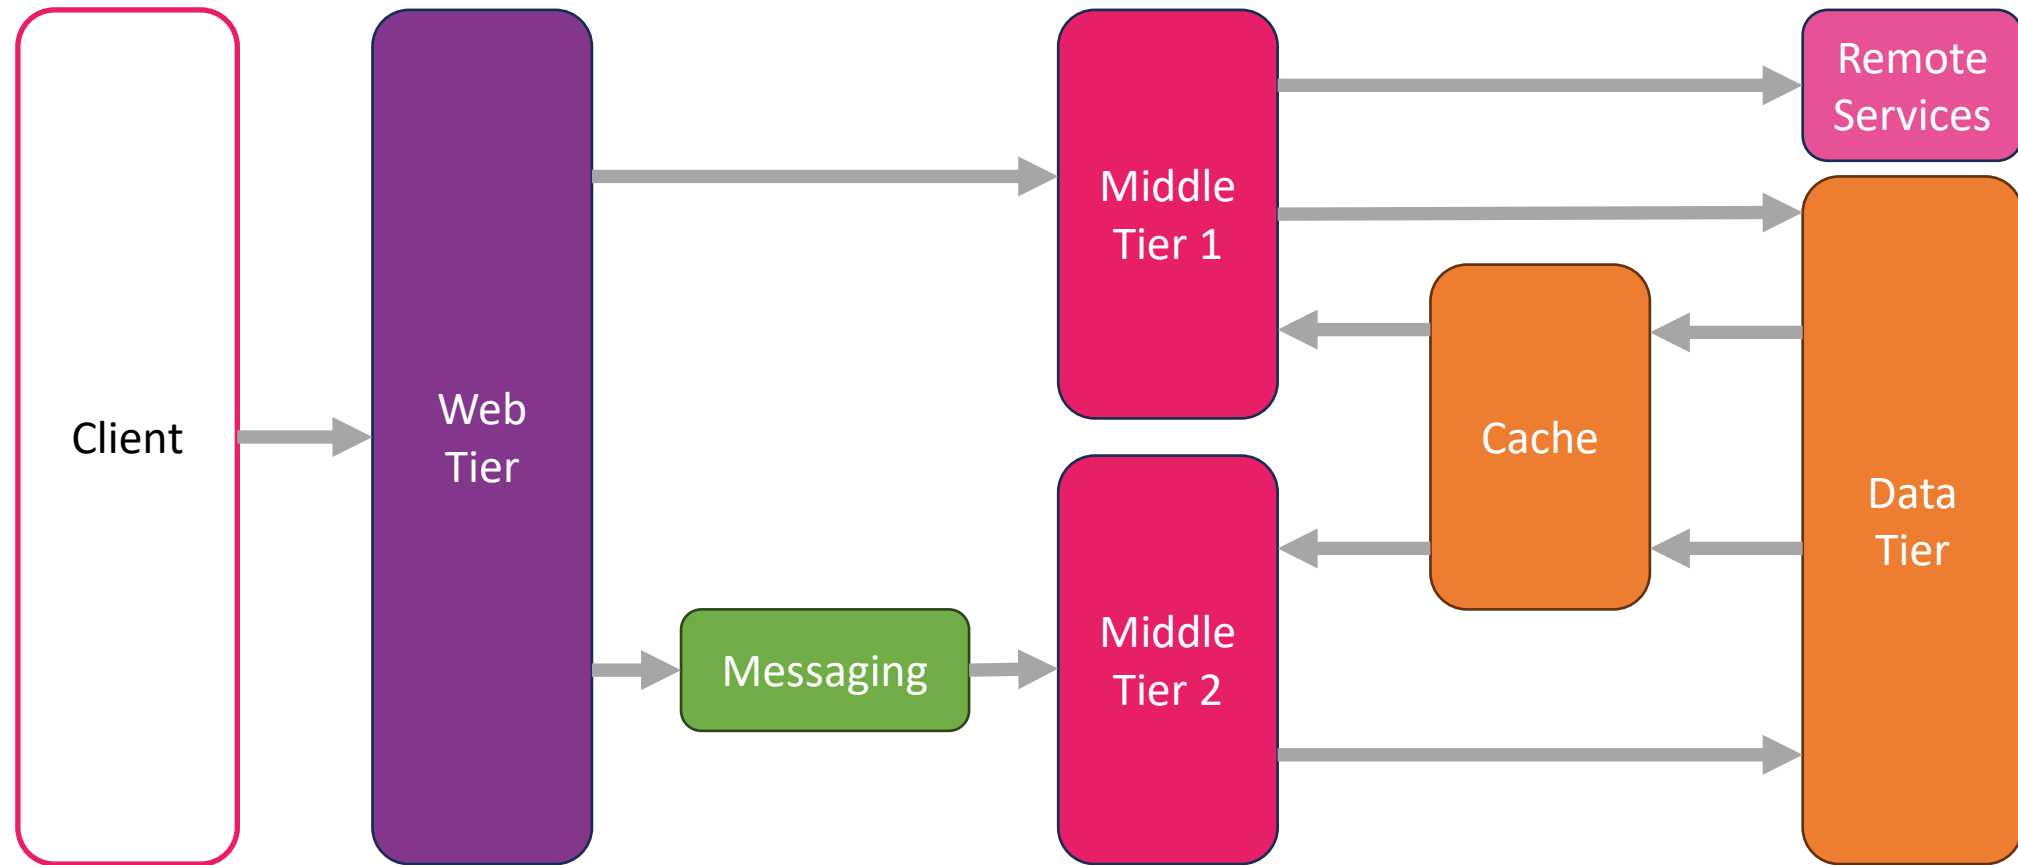 Client
Web
Tier
Messaging
Middle
Tier 1
Middle
Tier 2
Cache
Remote
Services
Data
Tier